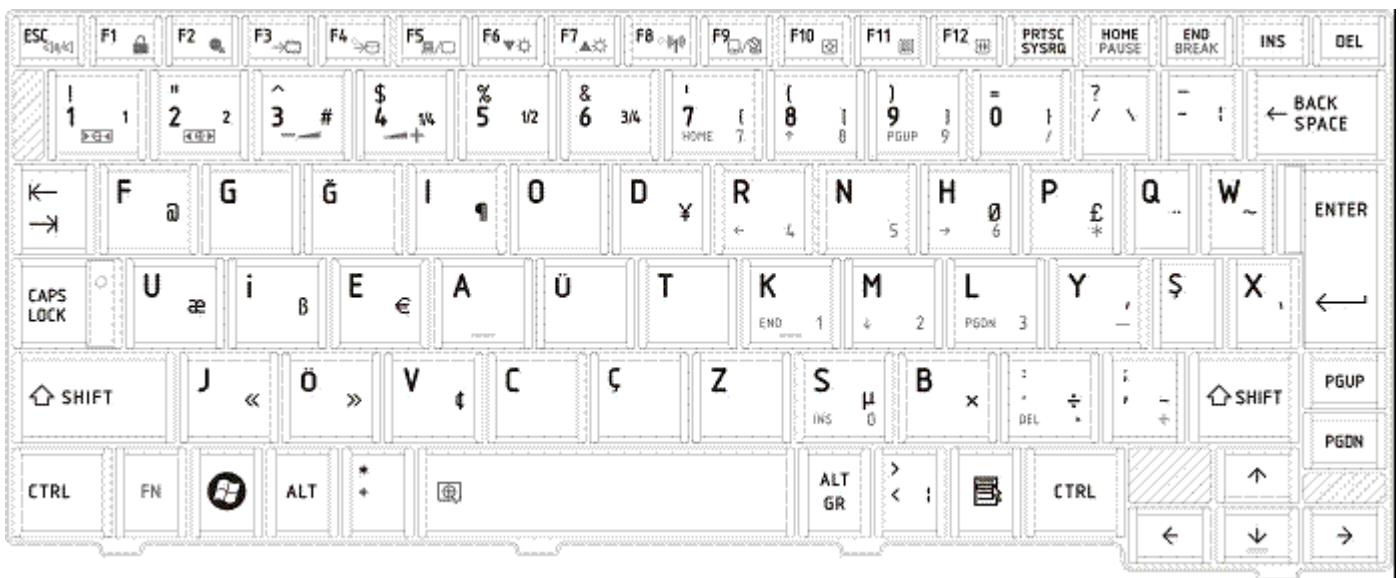 ESC F1 F2 F3 F4 F5 F6 F7 F8 F9 F10 F11 F12 PRTSC HOME END INS DEL
SYSRQ PAUSE BREAK
! " ^ $ % & ' ( ) = ? _ BACK
1 1 2 2 3 # 4 1/4 5 1/2 6 3/4 7 { 8 ] 9 } 0 } / \ - ¦ ← SPACE
HOME 7 ↑ 8 PGUP 9 /
F @ G Ğ I ¶ O D ¥ R N H Ø P £ Q ¨ W ~ ENTER
← 4 5 → 6 *
CAPS U æ i ß E € A Ü T K M L Y ´ Ş X `
LOCK END 1 ↓ 2 PGDN 3 —
SHIFT J « Ö » V ¢ C Ç Z S µ B × : . ÷ ; , – SHIFT PGUP
INS 0 DEL . + PGDN
CTRL FN ALT * + ALT > < ¦ CTRL ↑
GR
← ↓ →